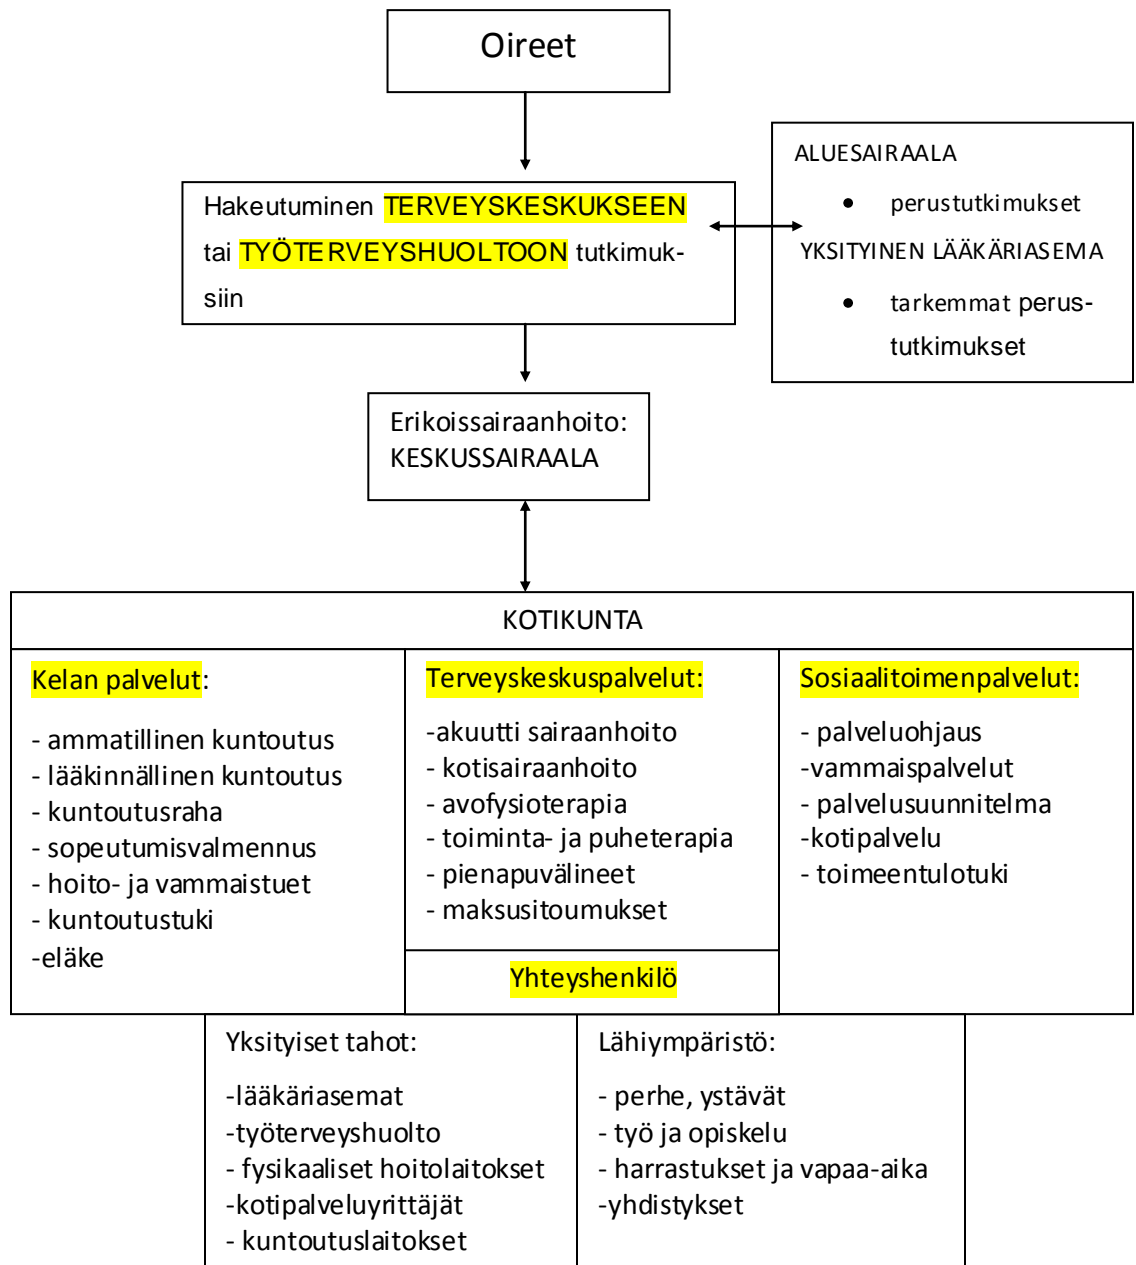 Oireet
Hakeutuminen TERVEYSKESKUKSEEN
tai TYÖTERVEYSHUOLTOON tutkimuk-
siin
ALUESAIRAALA
• perustutkimukset
YKSITYINEN LÄÄKÄRIASEMA
• tarkemmat perus-
tutkimukset
Erikoissairaanhoito:
KESKUSSAIRAALA
KOTIKUNTA
Kelan palvelut:
- ammatillinen kuntoutus
- lääkinnällinen kuntoutus
- kuntoutusraha
- sopeutumisvalmennus
- hoito- ja vammaistuet
- kuntoutustuki
-eläke
Terveyskeskuspalvelut:
-akuutti sairaanhoito
- kotisairaanhoito
- avofysioterapia
- toiminta- ja puheterapia
- pienapuvälineet
- maksusitoumukset
Yhteyshenkilö
Sosiaalitoimenpalvelut:
- palveluohjaus
-vammaispalvelut
- palvelusuunnitelma
-kotipalvelu
- toimeentulotuki
Yksityiset tahot:
-lääkäriasemat
-työterveyshuolto
- fysikaaliset hoitolaitokset
-kotipalveluyrittäjät
- kuntoutuslaitokset
Lähiympäristö:
- perhe, ystävät
- työ ja opiskelu
- harrastukset ja vapaa-aika
-yhdistykset